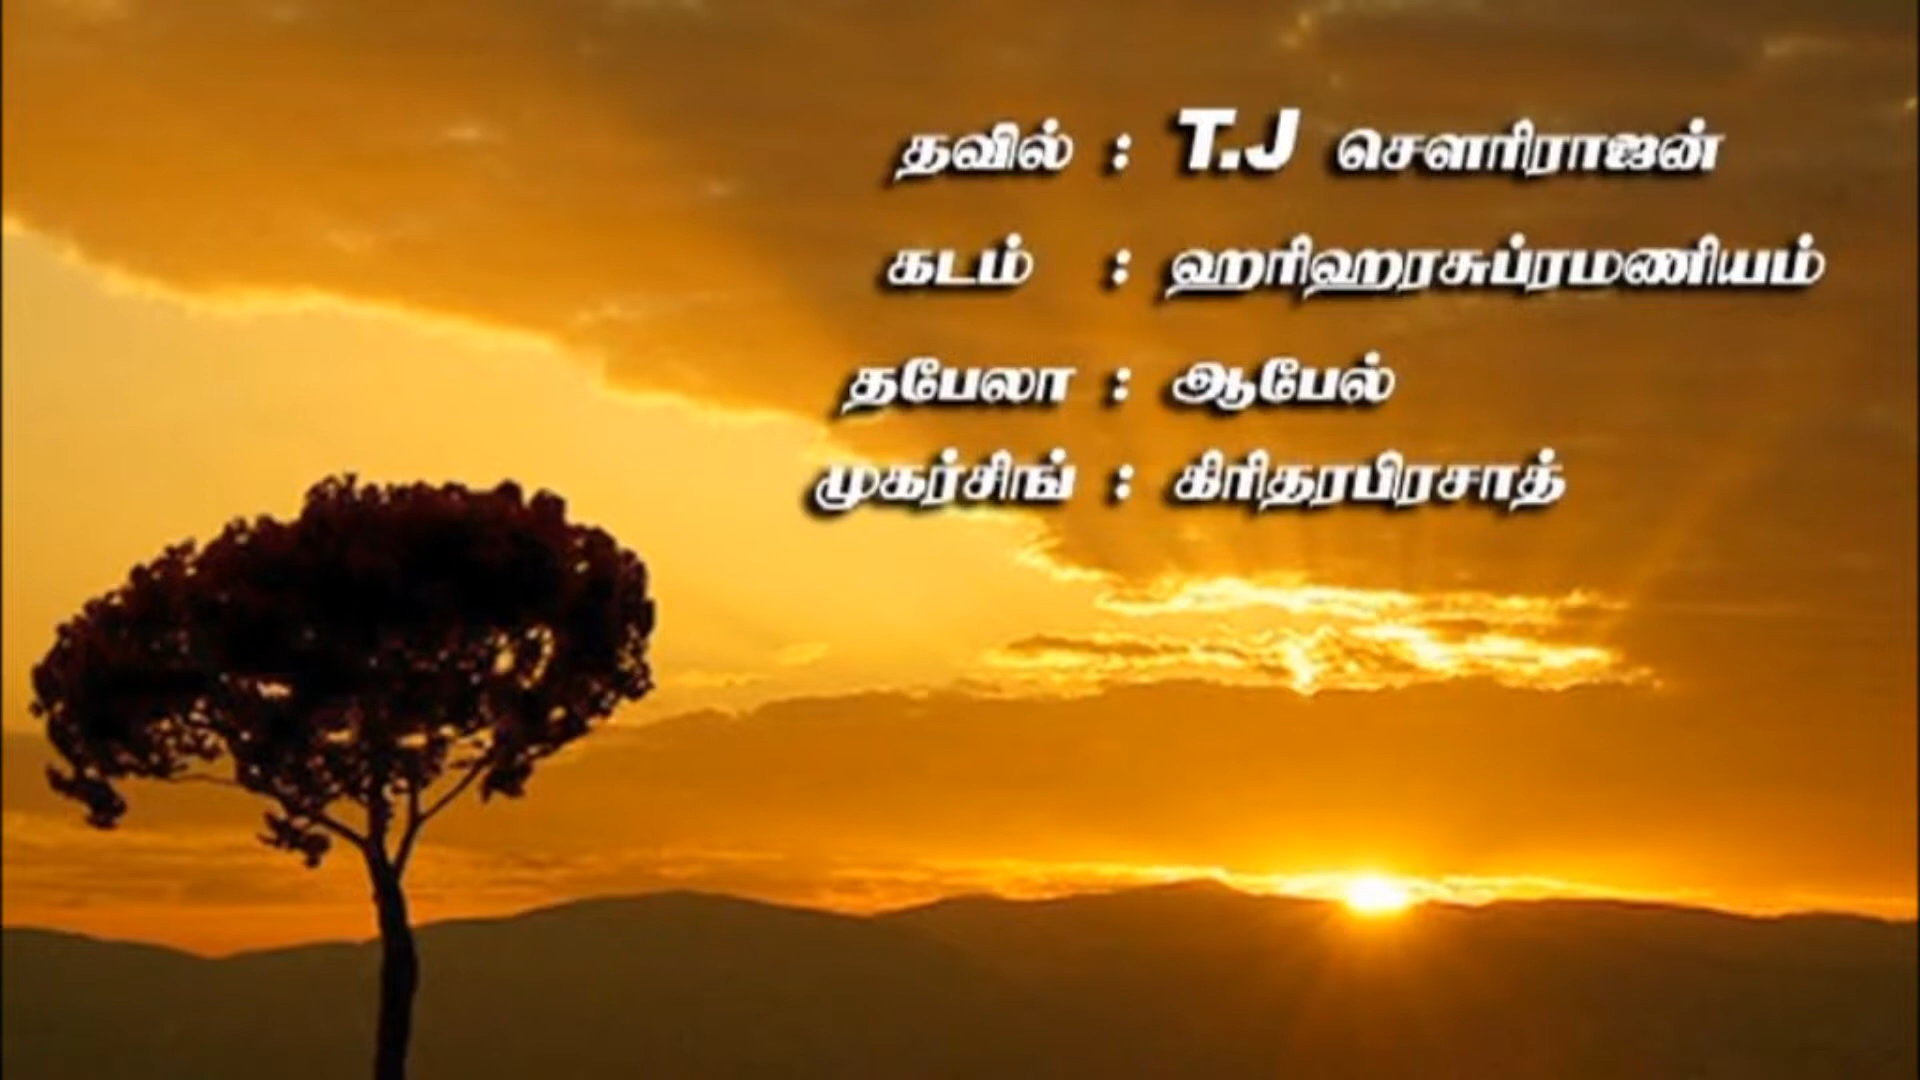 தவில் : T.J சௌரிராஜன்
கடம் : ஹரிஹரசுப்ரமணியம்
தபேலா : ஆபேல்
முகர்சிங் : கிரிதரபிரசாத்